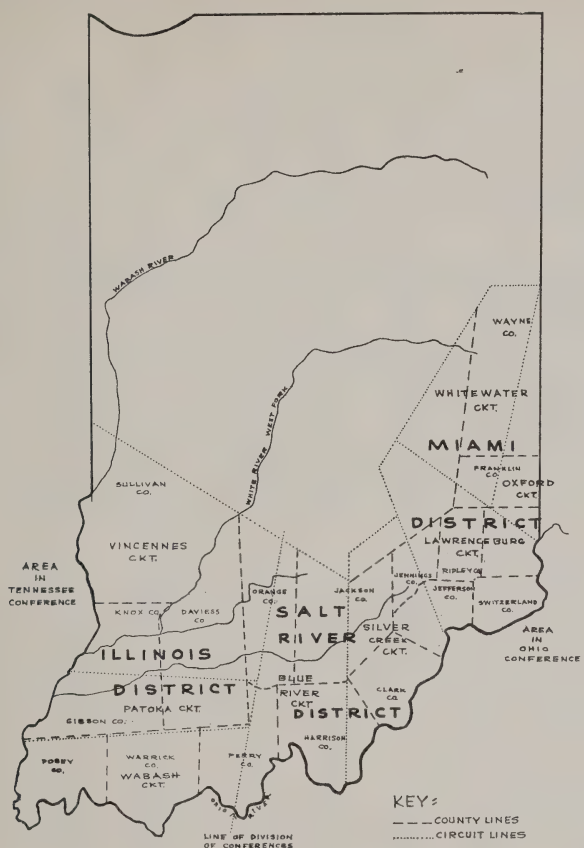 WABASH RIVER
WHITE RIVER WEST FORK
WAYNE
CO.
WHITEWATER
CKT.
MIAMI
FRANKLIN
CO.
OXFORD
CKT.
DISTRICT
LAWRENCEBURG
CKT.
RIPLEY CO.
SULLIVAN
CO.
VINCENNES
CKT.
AREA
IN
TENNESSEE
CONFERENCE
KNOX CO.
DAVIESS
CO
ORANGE
CO.
JACKSON
CO.
JENNINGS
CO.
JEFFERSON
CO.
SWITZERLAND
CO.
AREA
IN
OHIO
CONFERENCE
SALT
RIVER
SILVER
CREEK
CKT.
ILLINOIS
DISTRICT
PATOKA CKT.
GIBSON CO.
BLUE
RIVER
CKT
DISTRICT
CLARK
CO.
HARRISON
CO.
POSEY
CO.
WARRICK
CO.
WABASH
CKT.
PERRY
CO.
OHIO RIVER
LINE OF DIVISION
OF CONFERENCES
KEY:
COUNTY LINES
CIRCUIT LINES